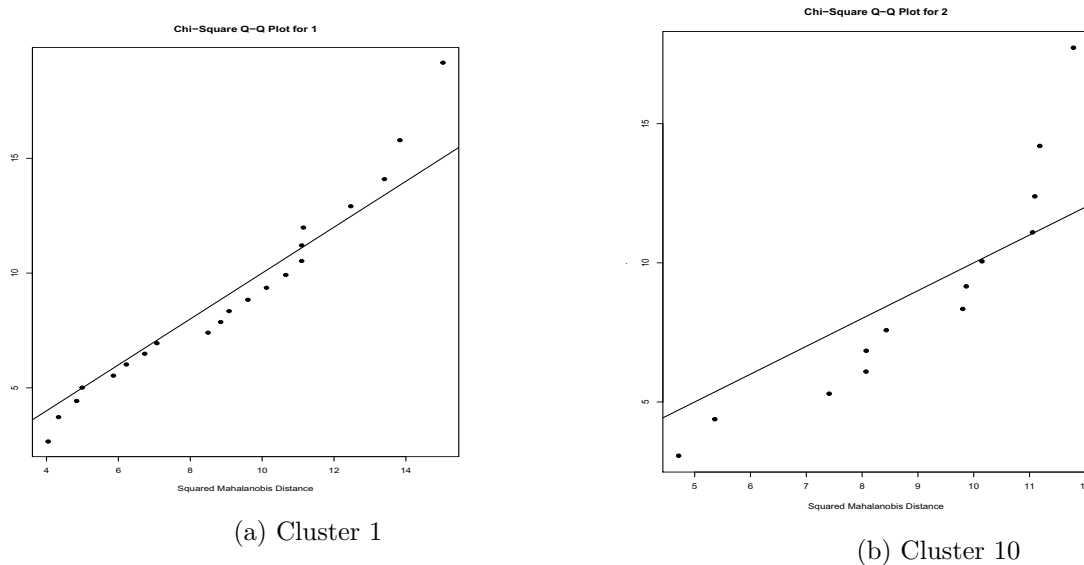 Chi-Square Q-Q Plot for 1
15
10
5
4 6 8 10 12 14
Squared Mahalanobis Distance
(a) Cluster 1
Chi-Square Q-Q Plot for 2
15
10
5
5 6 7 8 9 10 11
Squared Mahalanobis Distance
(b) Cluster 10